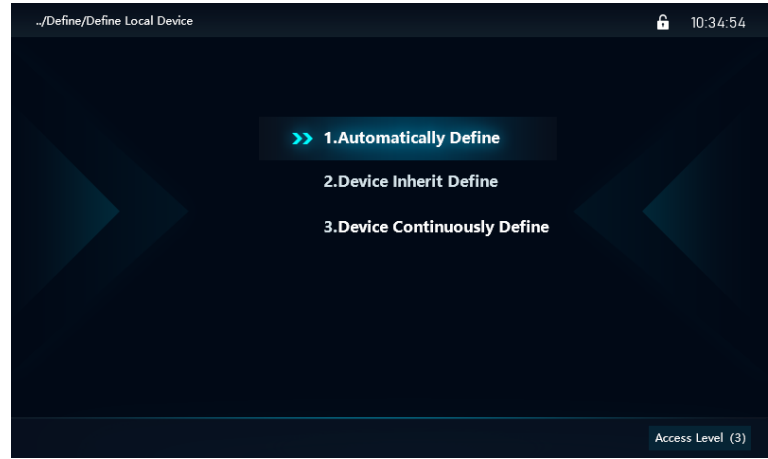 ../Define/Define Local Device
10:34:54
1.Automatically Define
2.Device Inherit Define
3.Device Continuously Define
Access Level (3)